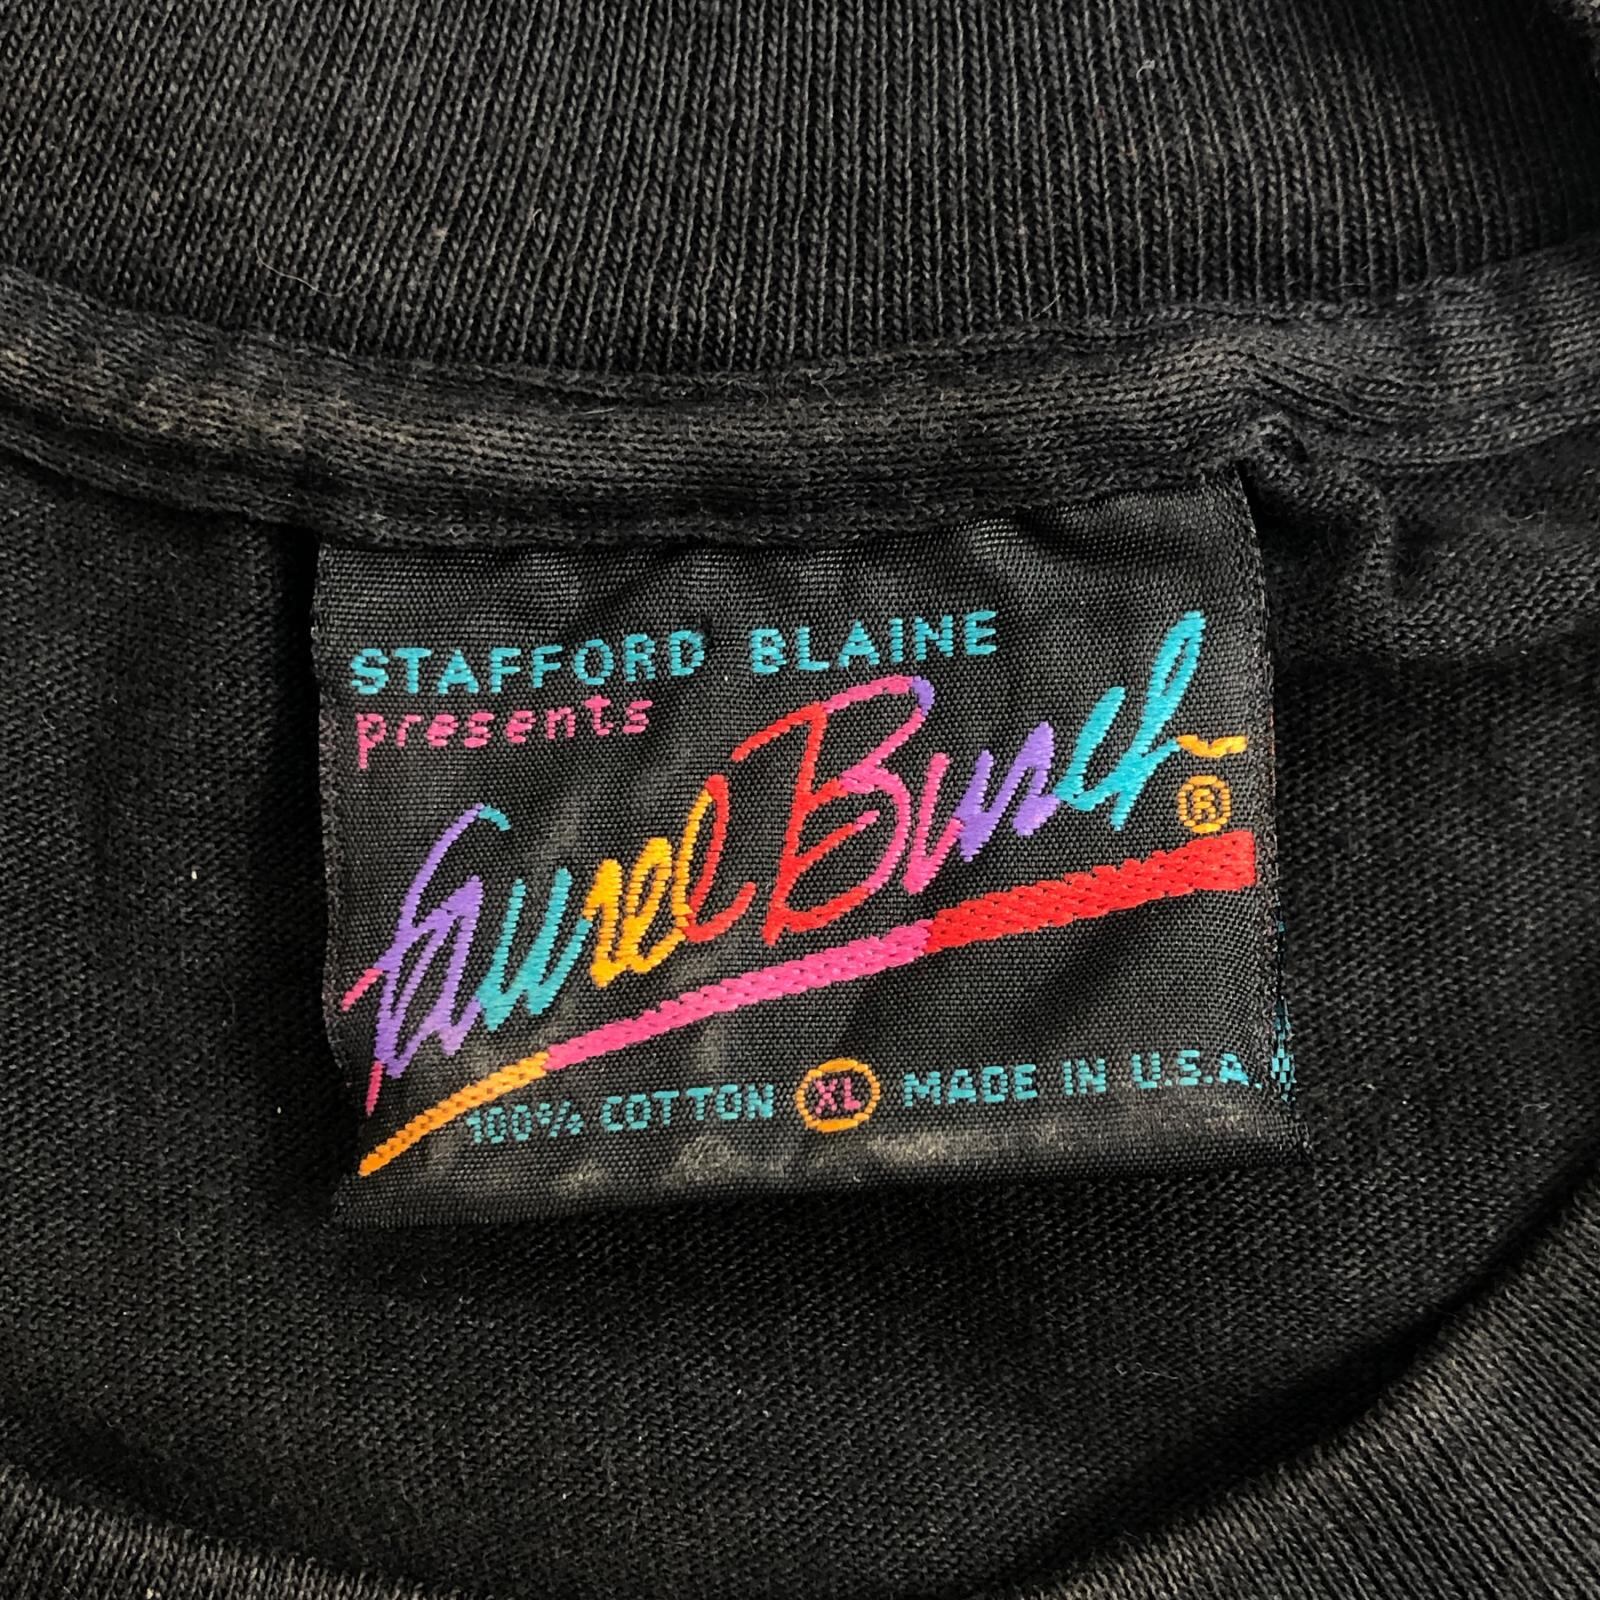 STAFFORD BLAINE
presents
Laurel Burch ®
100% COTTON XL MADE IN U.S.A.